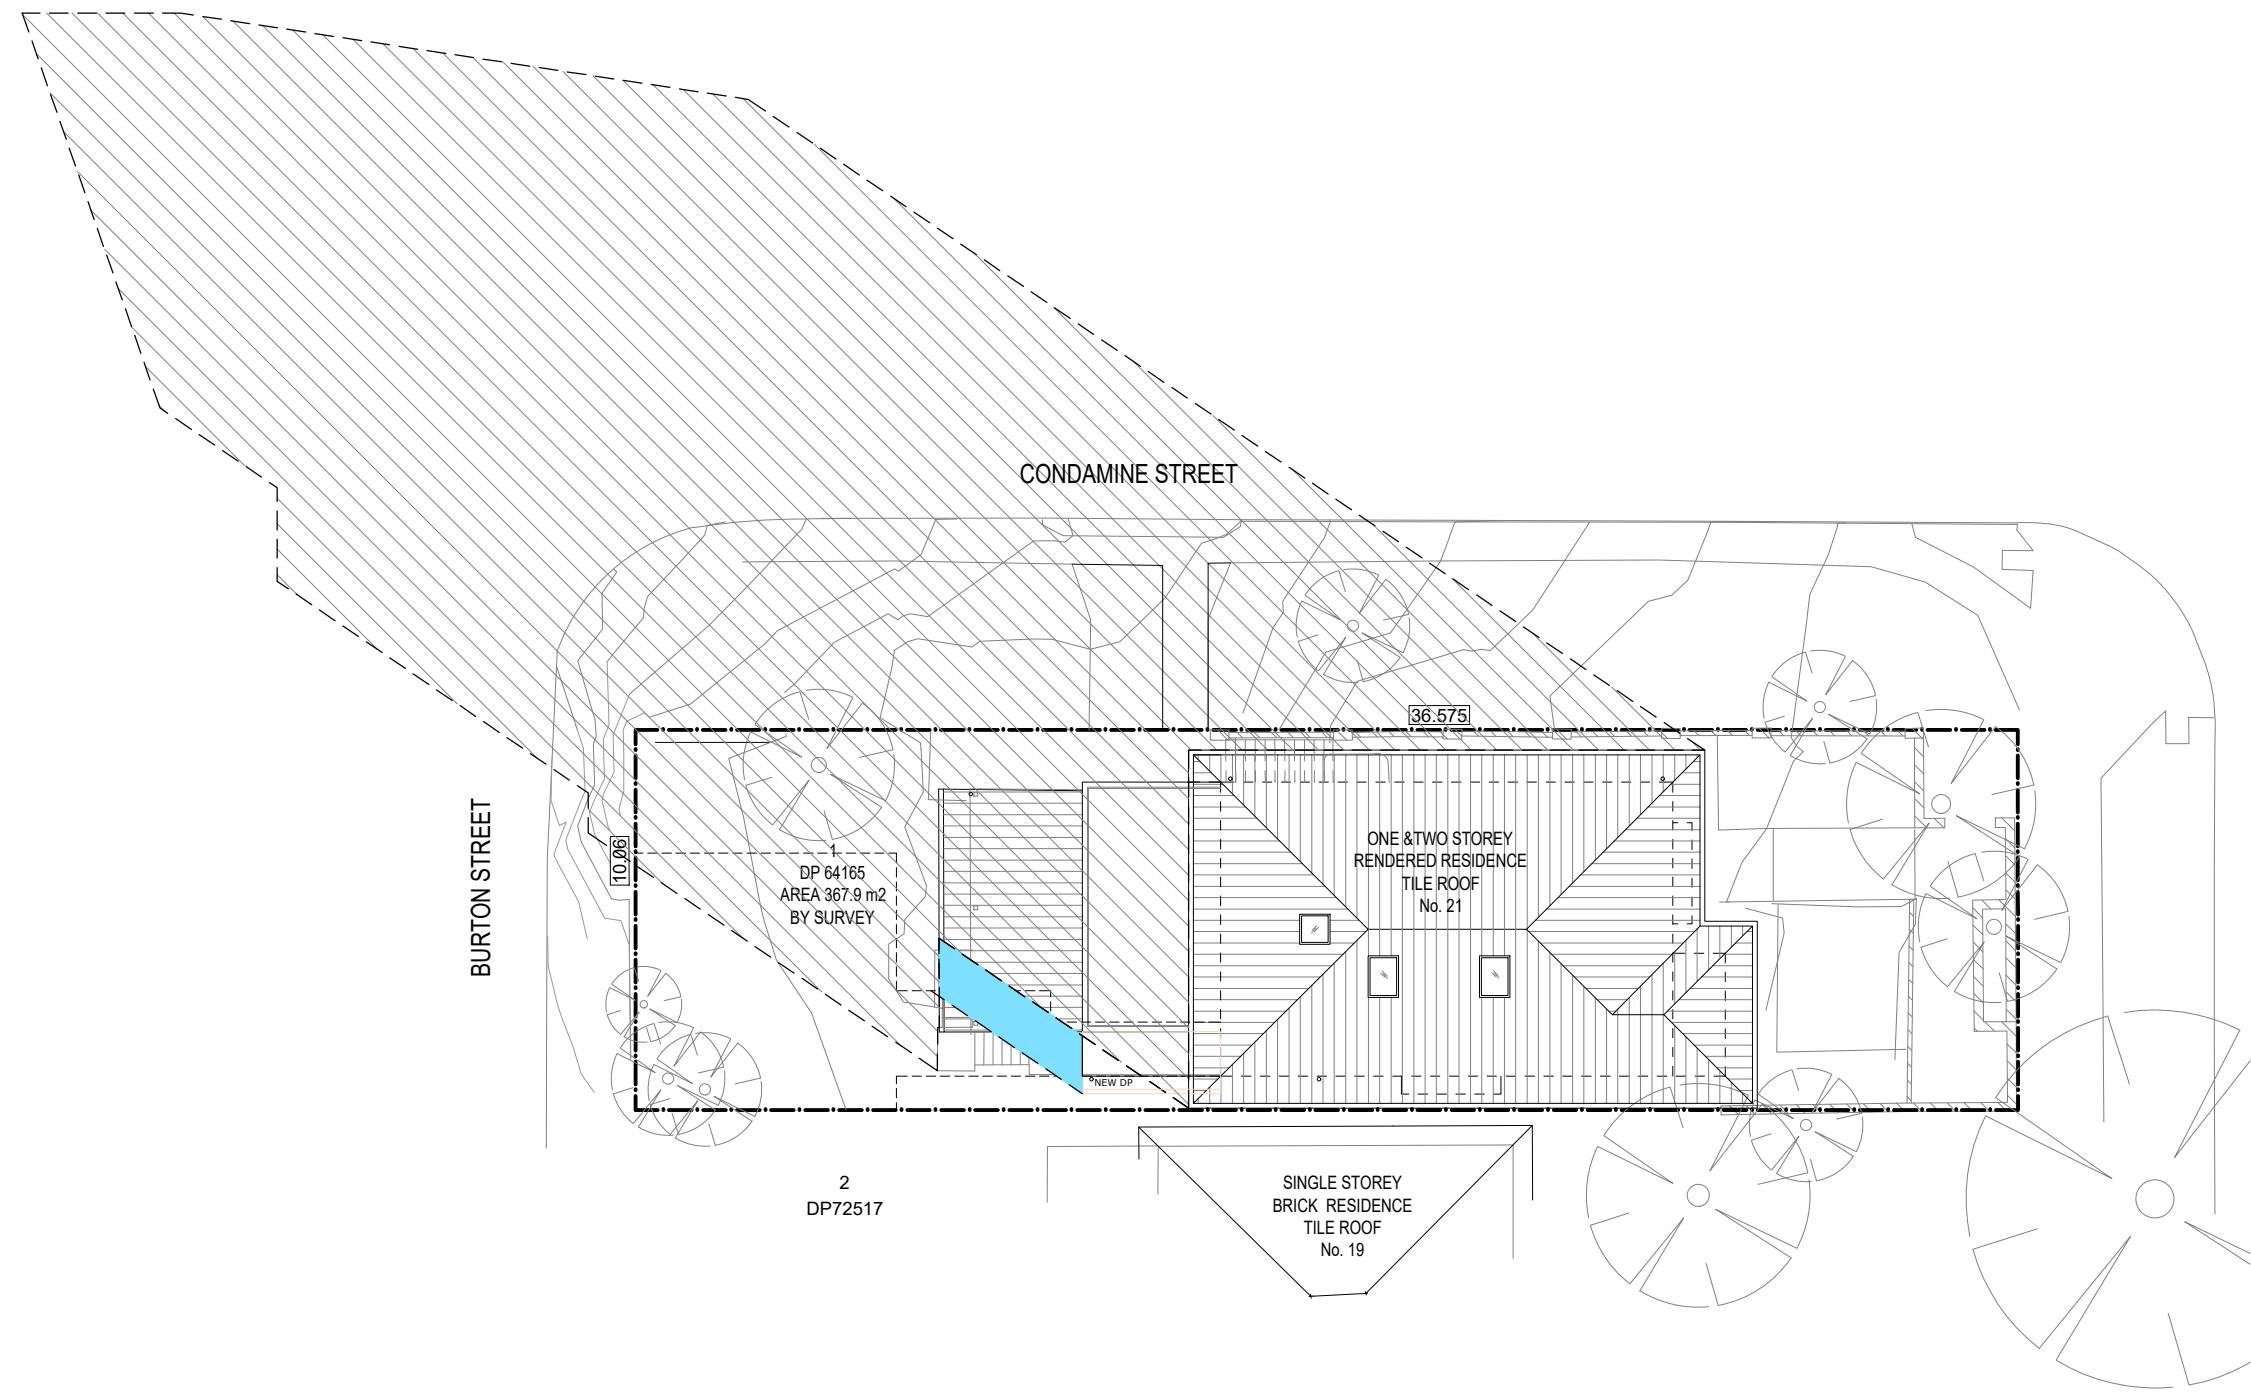 CONDAMINE STREET
36.575
BURTON STREET
10.06
1
DP 64165
AREA 367.9 m2
BY SURVEY
ONE &TWO STOREY
RENDERED RESIDENCE
TILE ROOF
No. 21
NEW DP
2
DP72517
SINGLE STOREY
BRICK RESIDENCE
TILE ROOF
No. 19